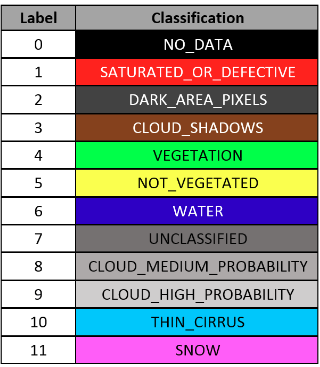 Label Classification
0 NO_DATA
1 SATURATED_OR_DEFECTIVE
2 DARK_AREA_PIXELS
3 CLOUD_SHADOWS
4 VEGETATION
5 NOT_VEGETATED
6 WATER
7 UNCLASSIFIED
8 CLOUD_MEDIUM_PROBABILITY
9 CLOUD_HIGH_PROBABILITY
10 THIN_CIRRUS
11 SNOW